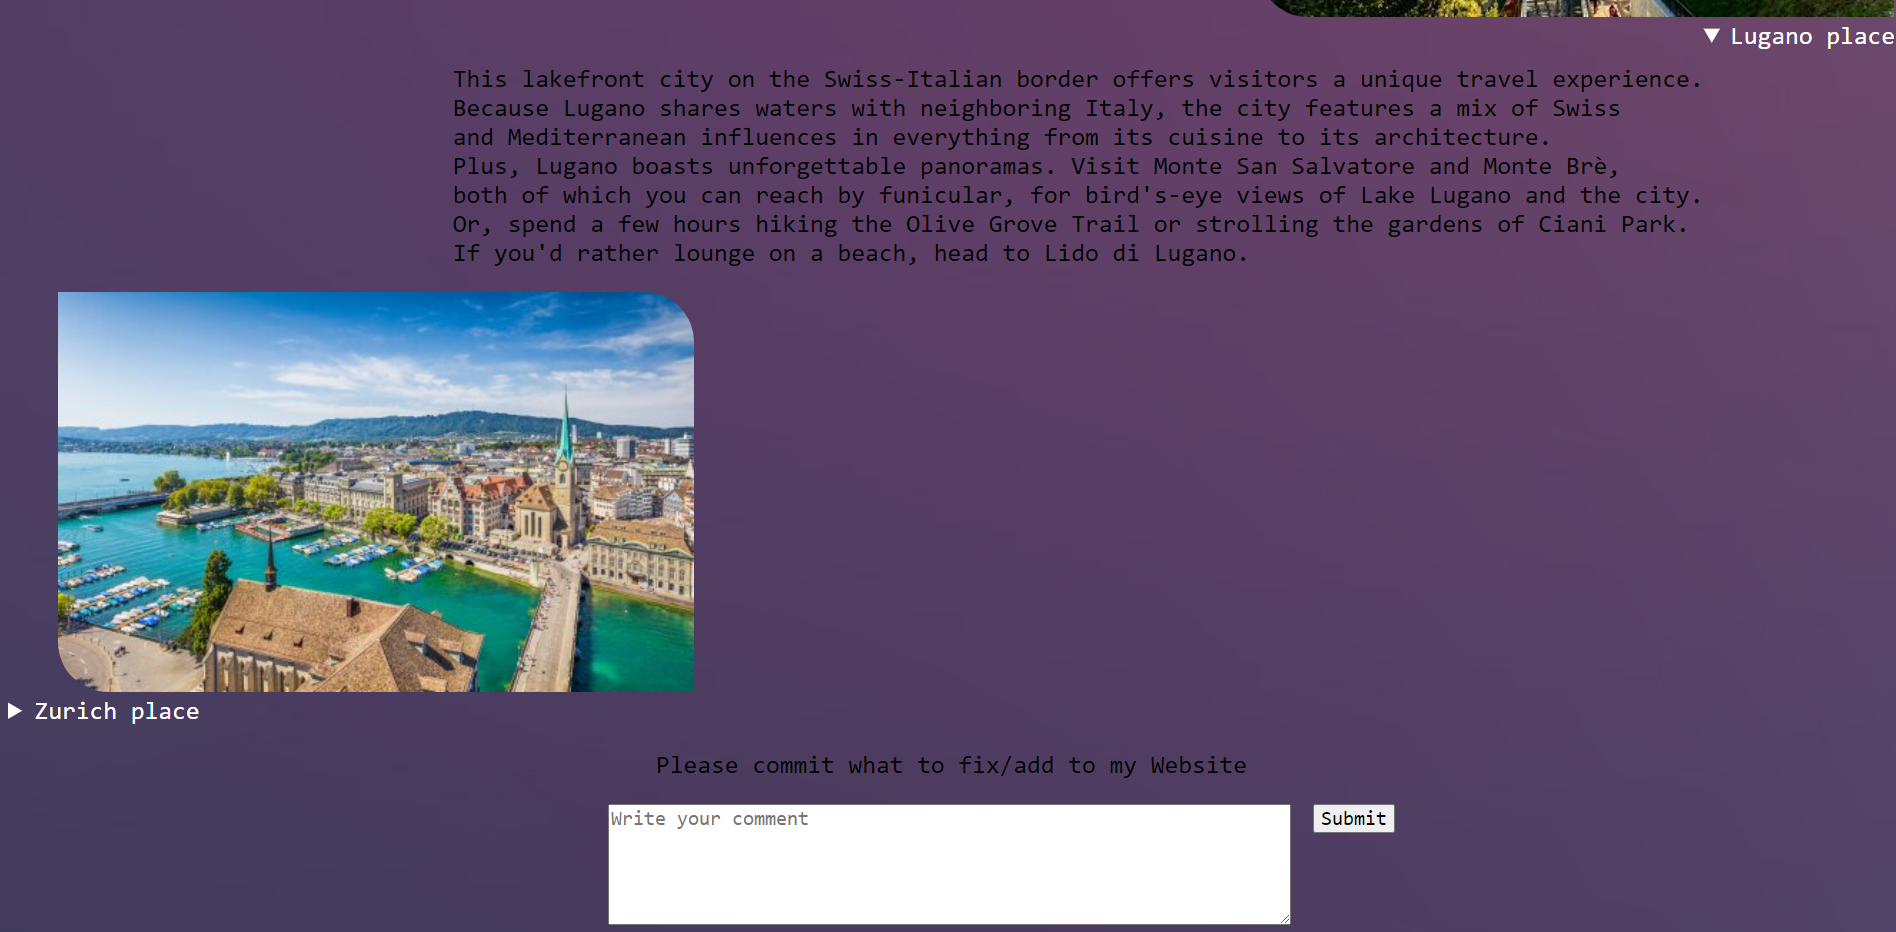 Lugano place
This lakefront city on the Swiss-Italian border offers visitors a unique travel experience.
Because Lugano shares waters with neighboring Italy, the city features a mix of Swiss
and Mediterranean influences in everything from its cuisine to its architecture.
Plus, Lugano boasts unforgettable panoramas. Visit Monte San Salvatore and Monte Brè,
both of which you can reach by funicular, for bird's-eye views of Lake Lugano and the city.
Or, spend a few hours hiking the Olive Grove Trail or strolling the gardens of Ciani Park.
If you'd rather lounge on a beach, head to Lido di Lugano.
Zurich place
Please commit what to fix/add to my Website
Write your comment
Submit